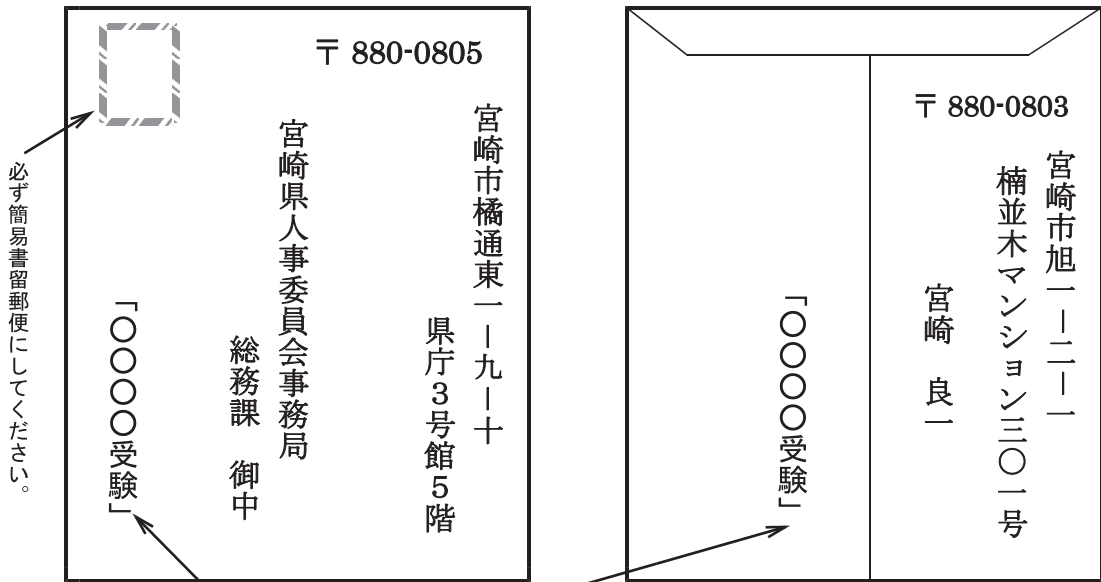 〒 880-0805
宮崎市橘通東一ー九ー十
県庁3号館5階
宮崎県人事委員会事務局
総務課　御中
「〇〇〇〇受験」
必ず簡易書留郵便にしてください。
〒 880-0803
宮崎市旭一ー二ー一
楠並木マンション三〇一号
宮崎　良一
「〇〇〇〇受験」